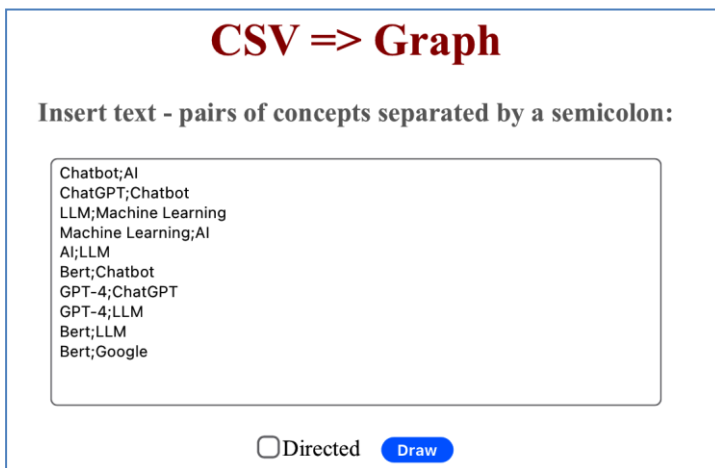 CSV => Graph
Insert text - pairs of concepts separated by a semicolon:
Chatbot;AI
ChatGPT;Chatbot
LLM;Machine Learning
Machine Learning;AI
AI;LLM
Bert;Chatbot
GPT-4;ChatGPT
GPT-4;LLM
Bert;LLM
Bert;Google
Directed Draw